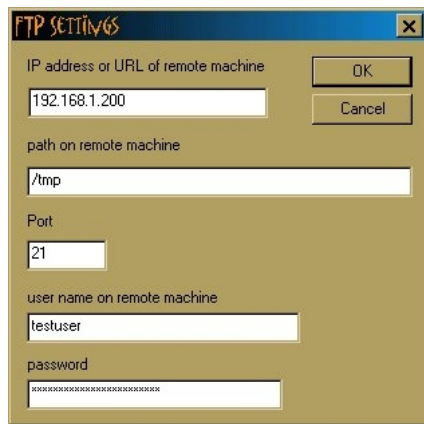 FTP SETTINGS
IP address or URL of remote machine
OK
192.168.1.200
Cancel
path on remote machine
/tmp
Port
21
user name on remote machine
testuser
password
************************